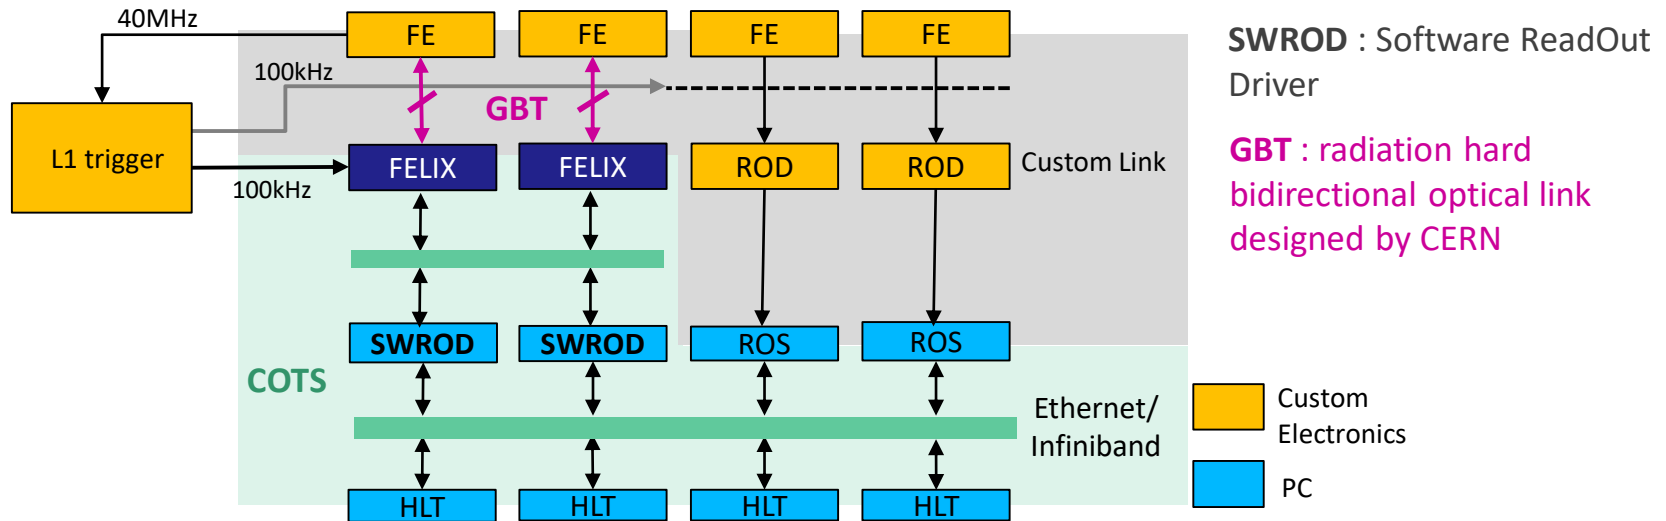 40MHz
FE
FE
FE
FE
100kHz
GBT
L1 trigger
FELIX
FELIX
ROD
ROD
Custom Link
100kHz
SWROD
SWROD
ROS
ROS
COTS
Ethernet/
Infiniband
HLT
HLT
HLT
HLT
SWROD : Software ReadOut
Driver
GBT : radiation hard
bidirectional optical link
designed by CERN
Custom
Electronics
PC